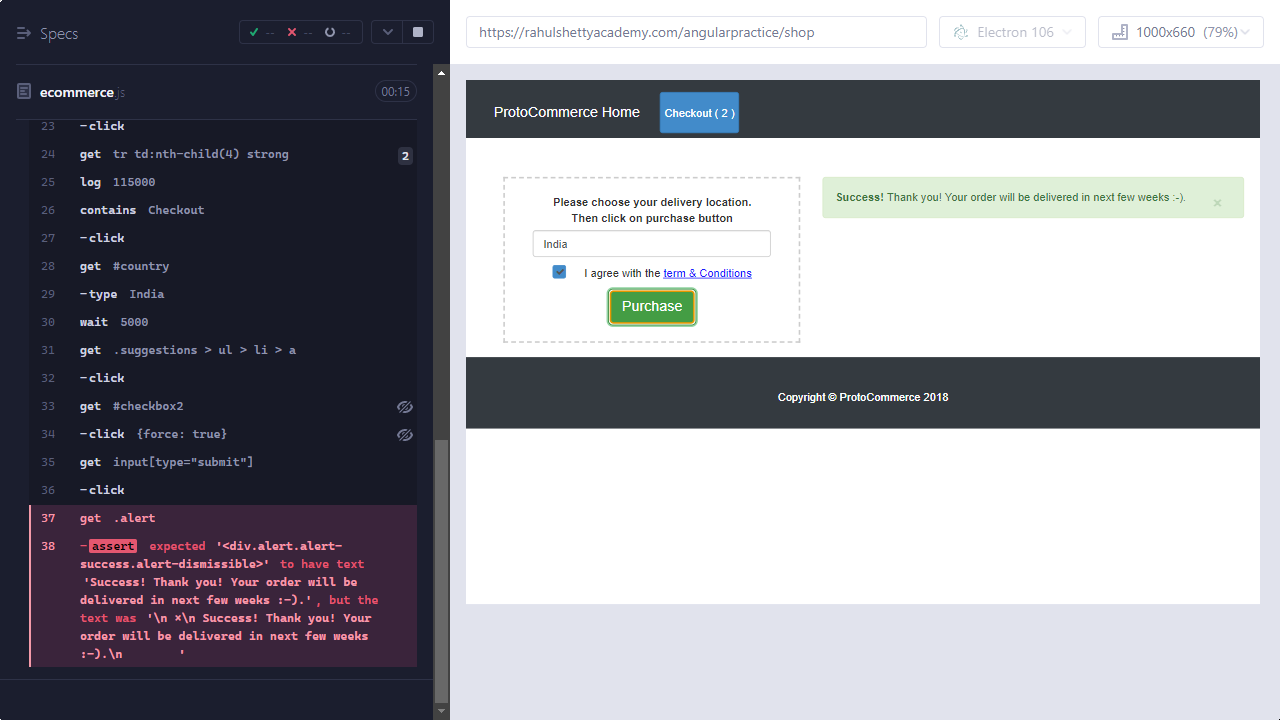 Specs
-- -- --
ecommerce.js 00:15
23 -click
24 get tr td:nth-child(4) strong 2
25 log 115000
26 contains Checkout
27 -click
28 get #country
29 -type India
30 wait 5000
31 get .suggestions > ul > li > a
32 -click
33 get #checkbox2
34 -click {force: true}
35 get input[type="submit"]
36 -click
37 get .alert
38 -assert expected '<div.alert.alert-
success.alert-dismissible>' to have text
'Success! Thank you! Your order will be
delivered in next few weeks :-).', but the
text was '\n ×\n Success! Thank you! Your
order will be delivered in next few weeks
:-).\n '
https://rahulshettyacademy.com/angularpractice/shop
Electron 106
1000x660 (79%)
ProtoCommerce Home
Checkout ( 2 )
Please choose your delivery location.
Then click on purchase button
India
I agree with the term & Conditions
Purchase
Success! Thank you! Your order will be delivered in next few weeks :-).
×
Copyright © ProtoCommerce 2018